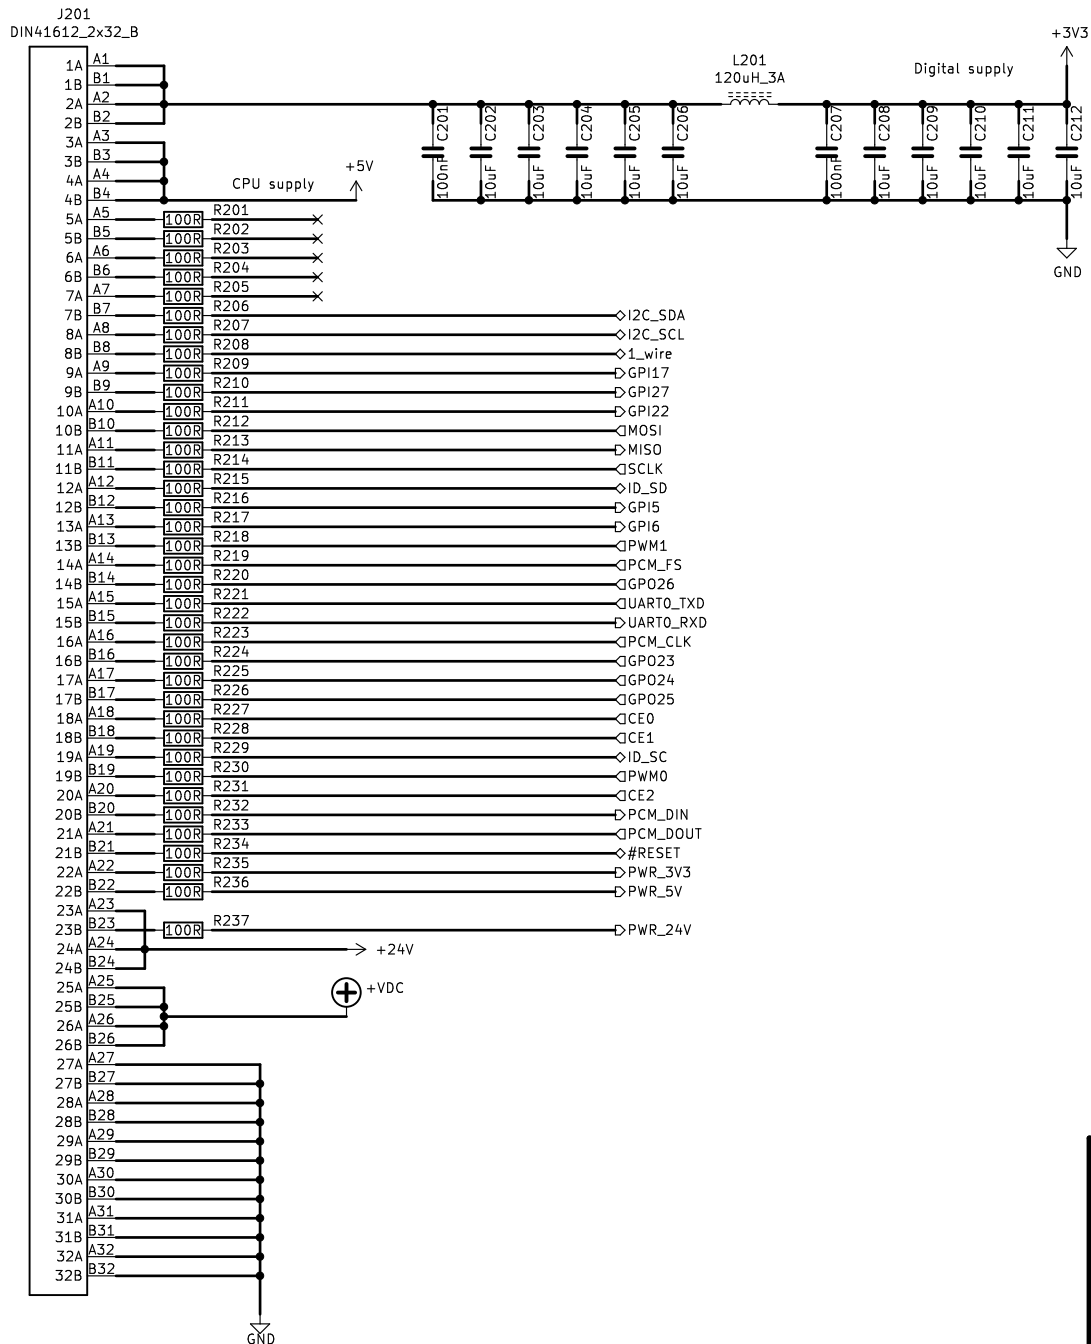 J201
DIN41612_2x32_B
+3V3
L201
120uH_3A
Digital supply
C201 100nF
C202 10uF
C203 10uF
C204 10uF
C205 10uF
C206 10uF
C207 100nF
C208 10uF
C209 10uF
C210 10uF
C211 10uF
C212 10uF
GND
CPU supply
+5V
1A A1
1B B1
2A A2
2B B2
3A A3
3B B3
4A A4
4B B4
5A A5 100R R201
5B B5 100R R202
6A A6 100R R203
6B B6 100R R204
7A A7 100R R205
7B B7 100R R206 I2C_SDA
8A A8 100R R207 I2C_SCL
8B B8 100R R208 1_wire
9A A9 100R R209 GPI17
9B B9 100R R210 GPI27
10A A10 100R R211 GPI22
10B B10 100R R212 MOSI
11A A11 100R R213 MISO
11B B11 100R R214 SCLK
12A A12 100R R215 ID_SD
12B B12 100R R216 GPI5
13A A13 100R R217 GPI6
13B B13 100R R218 PWM1
14A A14 100R R219 PCM_FS
14B B14 100R R220 GPO26
15A A15 100R R221 UART0_TXD
15B B15 100R R222 UART0_RXD
16A A16 100R R223 PCM_CLK
16B B16 100R R224 GPO23
17A A17 100R R225 GPO24
17B B17 100R R226 GPO25
18A A18 100R R227 CE0
18B B18 100R R228 CE1
19A A19 100R R229 ID_SC
19B B19 100R R230 PWM0
20A A20 100R R231 CE2
20B B20 100R R232 PCM_DIN
21A A21 100R R233 PCM_DOUT
21B B21 100R R234 #RESET
22A A22 100R R235 PWR_3V3
22B B22 100R R236 PWR_5V
23A A23
23B B23 100R R237 PWR_24V
24A A24 +24V
24B B24
25A A25 +VDC
25B B25
26A A26
26B B26
27A A27
27B B27
28A A28
28B B28
29A A29
29B B29
30A A30
30B B30
31A A31
31B B31
32A A32
32B B32
GND